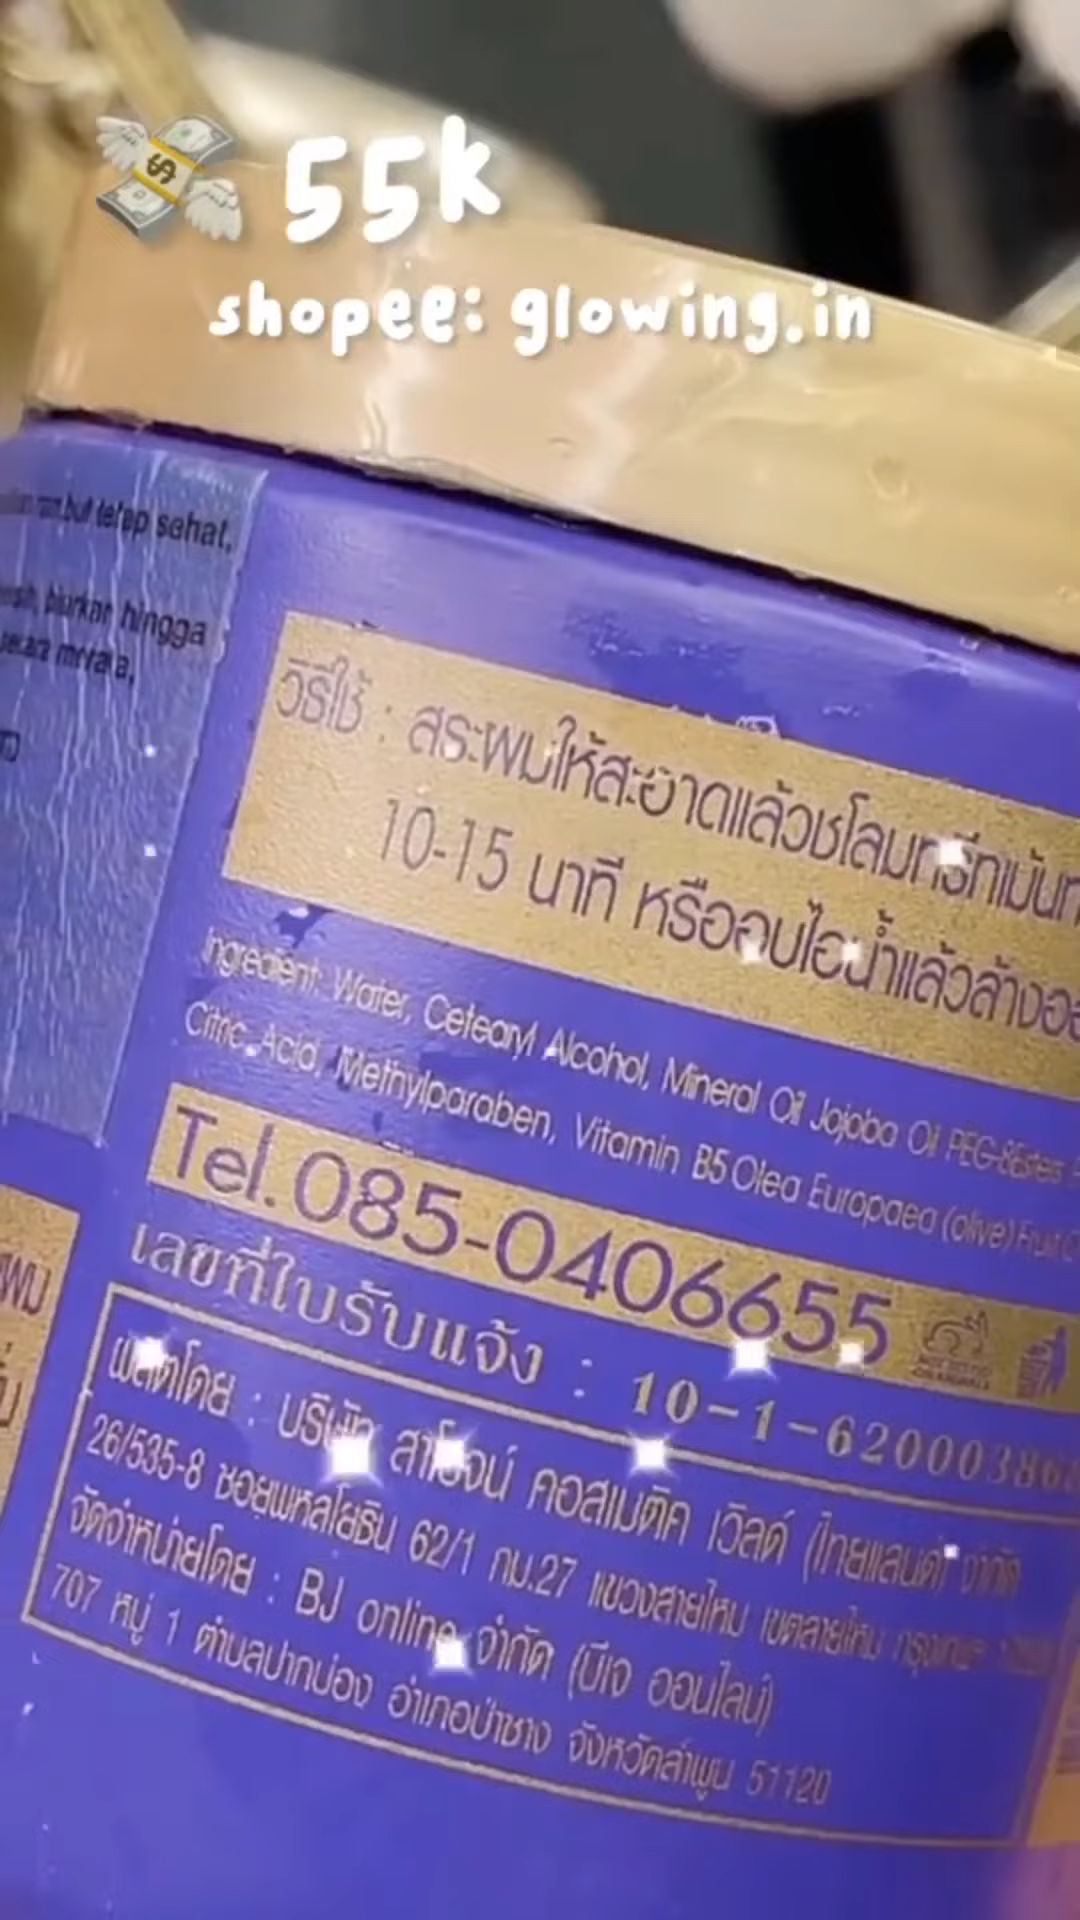 55k
shopee: glowing.in
tetap sehat,
biarkan hingga
secara merata,
วิธีใช้ : สระผมให้สะอาดแล้วชโลมทรีทเม้นท
10-15 นาที หรืออบไอน้ำแล้วล้างออ
Ingredient: Water, Cetearyl Alcohol, Mineral Oil Jojoba Oil PEG-8Esters
Citric Acid, Methylparaben, Vitamin B5 Olea Europaea (olive) Fruit
Tel.085-0406655
เลขที่ใบรับแจ้ง : 10-1-62000386
ผลิตโดย : บริษัท สาโรจน์ คอสเมติค เวิลด์ (ไทยแลนด์) จำกัด
26/535-8 ซอยพหลโยธิน 62/1 กม.27 แขวงสายไหม เขตสายไหม กรุงเทพฯ
จัดจำหน่ายโดย : BJ online จำกัด (บีเจ ออนไลน์)
707 หมู่ 1 ตำบลปากบ่อง อำเภอป่าซาง จังหวัดลำพูน 51120